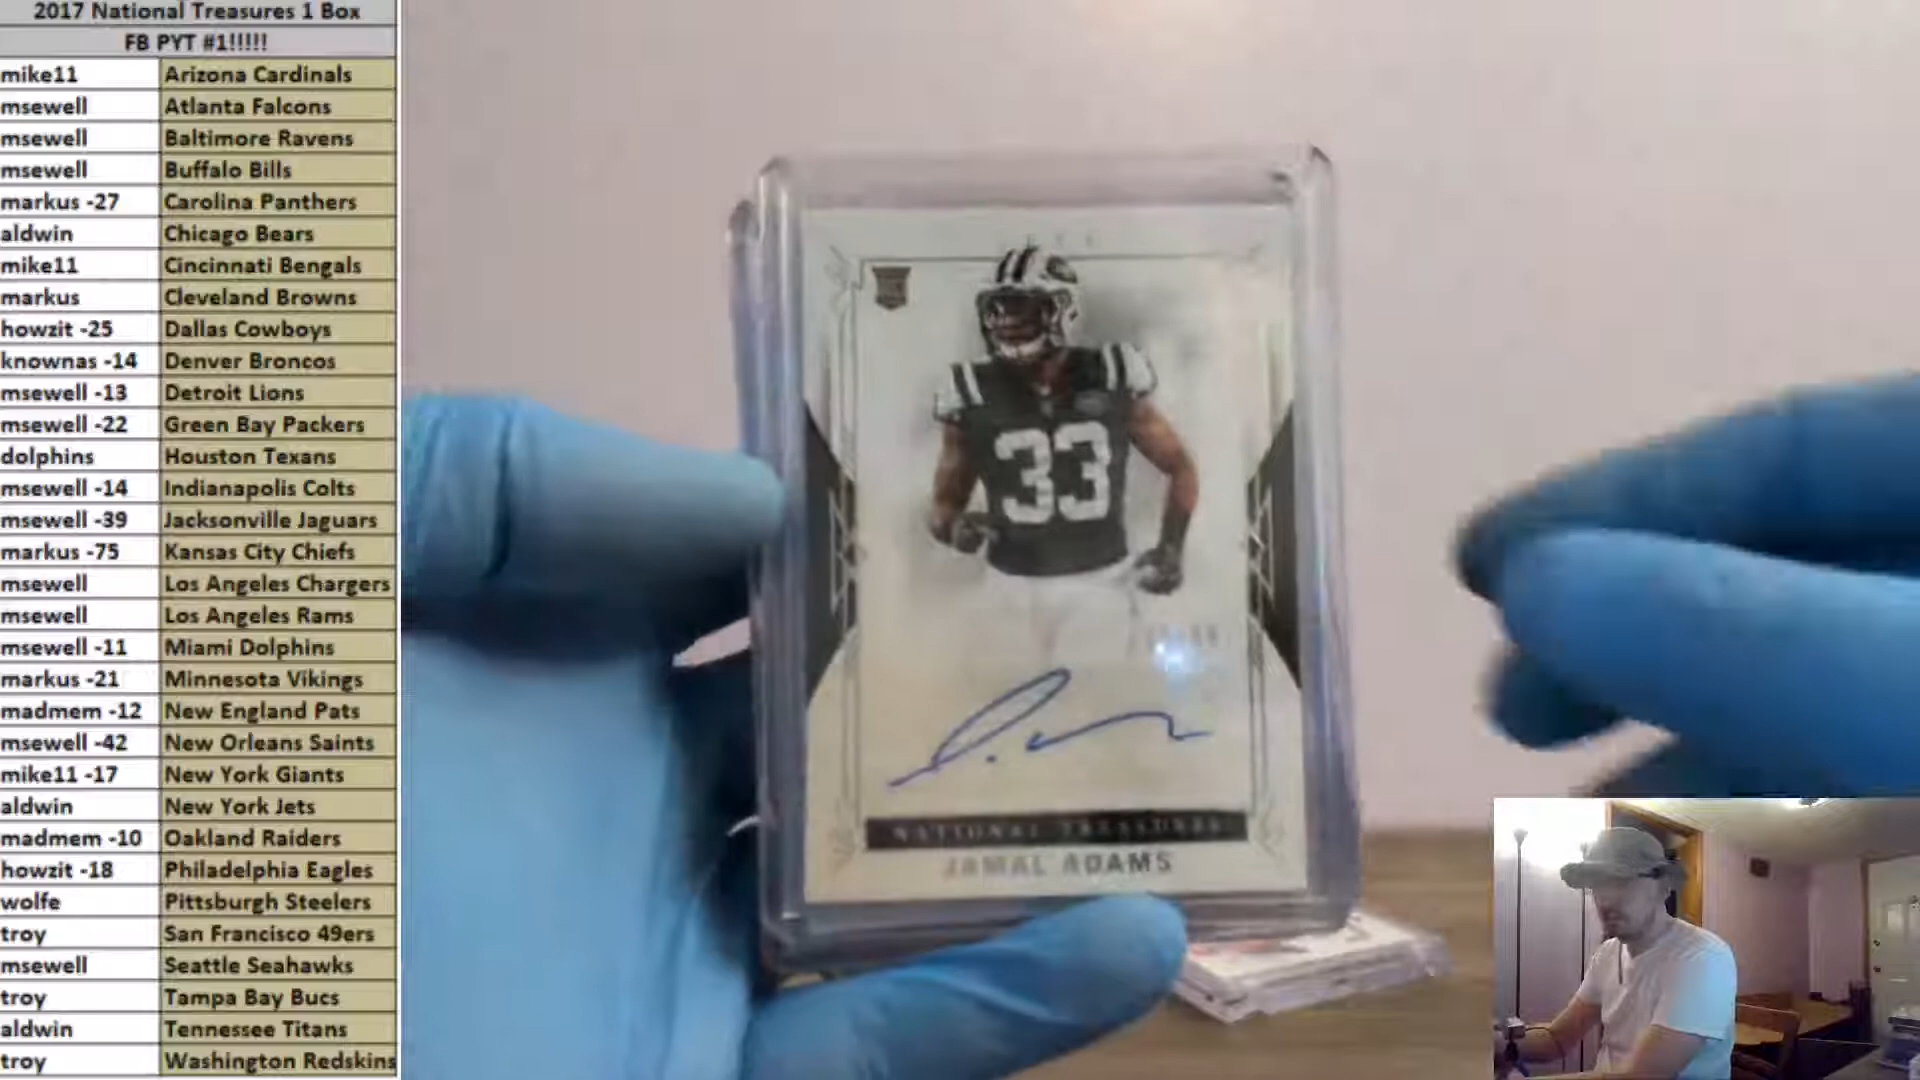 2017 National Treasures 1 Box
FB PYT #1!!!!!
mike11 Arizona Cardinals
msewell Atlanta Falcons
msewell Baltimore Ravens
msewell Buffalo Bills
markus -27 Carolina Panthers
aldwin Chicago Bears
mike11 Cincinnati Bengals
markus Cleveland Browns
howzit -25 Dallas Cowboys
knownas -14 Denver Broncos
msewell -13 Detroit Lions
msewell -22 Green Bay Packers
dolphins Houston Texans
msewell -14 Indianapolis Colts
msewell -39 Jacksonville Jaguars
markus -75 Kansas City Chiefs
msewell Los Angeles Chargers
msewell Los Angeles Rams
msewell -11 Miami Dolphins
markus -21 Minnesota Vikings
madmem -12 New England Pats
msewell -42 New Orleans Saints
mike11 -17 New York Giants
aldwin New York Jets
madmem -10 Oakland Raiders
howzit -18 Philadelphia Eagles
wolfe Pittsburgh Steelers
troy San Francisco 49ers
msewell Seattle Seahawks
troy Tampa Bay Bucs
aldwin Tennessee Titans
troy Washington Redskins
33
NATIONAL TREASURES
JAMAL ADAMS